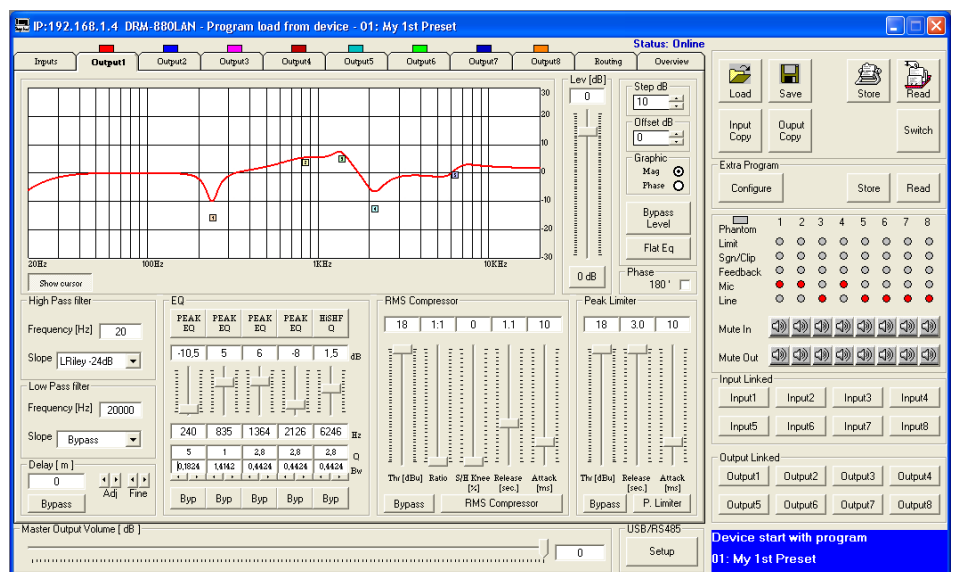 IP:192.168.1.4 DRM-880LAN - Program load from device - 01: My 1st Preset
Status: Online
Inputs Output1 Output2 Output3 Output4 Output5 Output6 Output7 Output8 Routing Overview
30
20
10
0
-10
-20
-30
20Hz 100Hz 1KHz 10KHz
Show cursor
Lev [dB]
0
0 dB
Step dB
10
Offset dB
0
Graphic
Mag
Phase
Bypass Level
Flat Eq
Phase
180 '
High Pass filter
Frequency [Hz] 20
Slope LRiley -24dB
Low Pass filter
Frequency [Hz] 20000
Slope Bypass
Delay [ m ]
0
Adj Fine
Bypass
EQ
PEAK EQ PEAK EQ PEAK EQ PEAK EQ HiSHF Q
-10,5 5 6 -8 1,5 dB
240 835 1364 2126 6246 Hz
5 1 2,8 2,8 2,8 Q
0,1824 1,4142 0,4424 0,4424 0,4424 Bw
Byp Byp Byp Byp Byp
RMS Compressor
18 1:1 0 1.1 10
Thr [dBu] Ratio S/H Knee [%] Release [sec.] Attack [ms]
Bypass RMS Compressor
Peak Limiter
18 3.0 10
Thr [dBu] Release [sec.] Attack [ms]
Bypass P. Limiter
Master Output Volume [ dB ]
0
USB/RS485
Setup
Load Save Store Read
Input Copy Ouput Copy Switch
Extra Program
Configure Store Read
Phantom 1 2 3 4 5 6 7 8
Limit
Sgn/Clip
Feedback
Mic
Line
Mute In
Mute Out
Input Linked
Input1 Input2 Input3 Input4
Input5 Input6 Input7 Input8
Output Linked
Output1 Output2 Output3 Output4
Output5 Output6 Output7 Output8
Device start with program
01: My 1st Preset